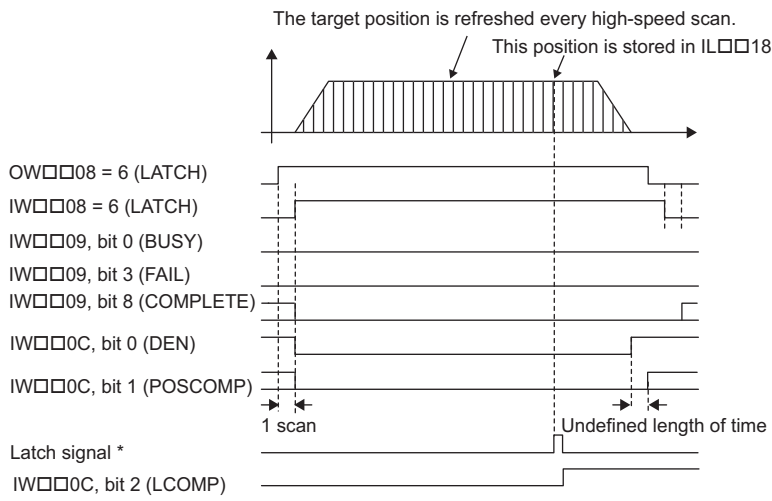 The target position is refreshed every high-speed scan.
This position is stored in IL□□18
OW□□08 = 6 (LATCH)
IW□□08 = 6 (LATCH)
IW□□09, bit 0 (BUSY)
IW□□09, bit 3 (FAIL)
IW□□09, bit 8 (COMPLETE)
IW□□0C, bit 0 (DEN)
IW□□0C, bit 1 (POSCOMP)
1 scan
Undefined length of time
Latch signal *
IW□□0C, bit 2 (LCOMP)